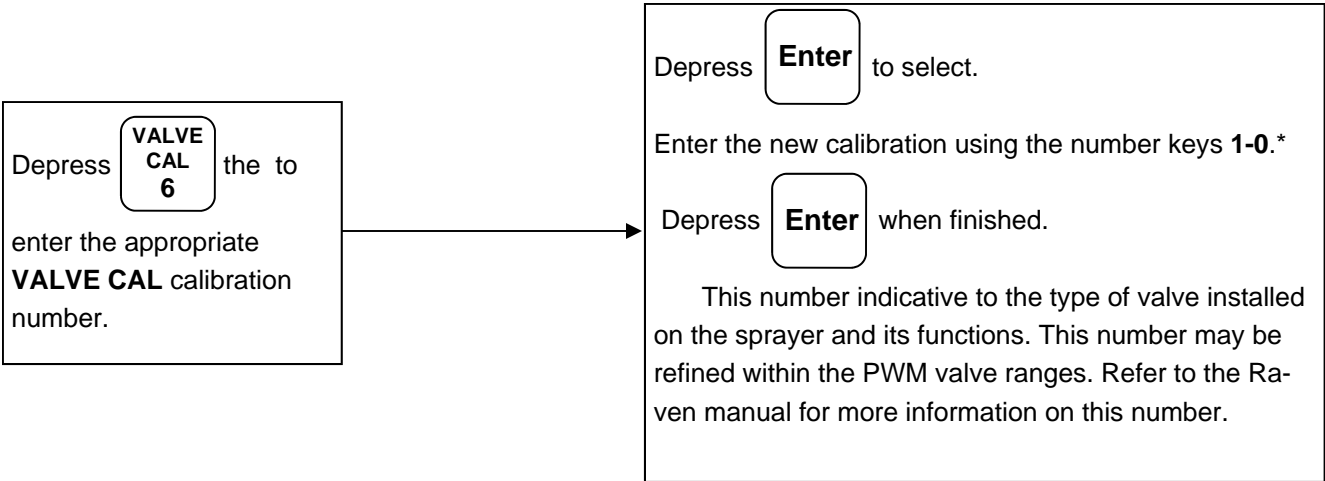 Depress VALVE CAL 6 the to
enter the appropriate
VALVE CAL calibration
number.
Depress Enter to select.
Enter the new calibration using the number keys 1-0.*
Depress Enter when finished.
This number indicative to the type of valve installed
on the sprayer and its functions. This number may be
refined within the PWM valve ranges. Refer to the Ra-
ven manual for more information on this number.